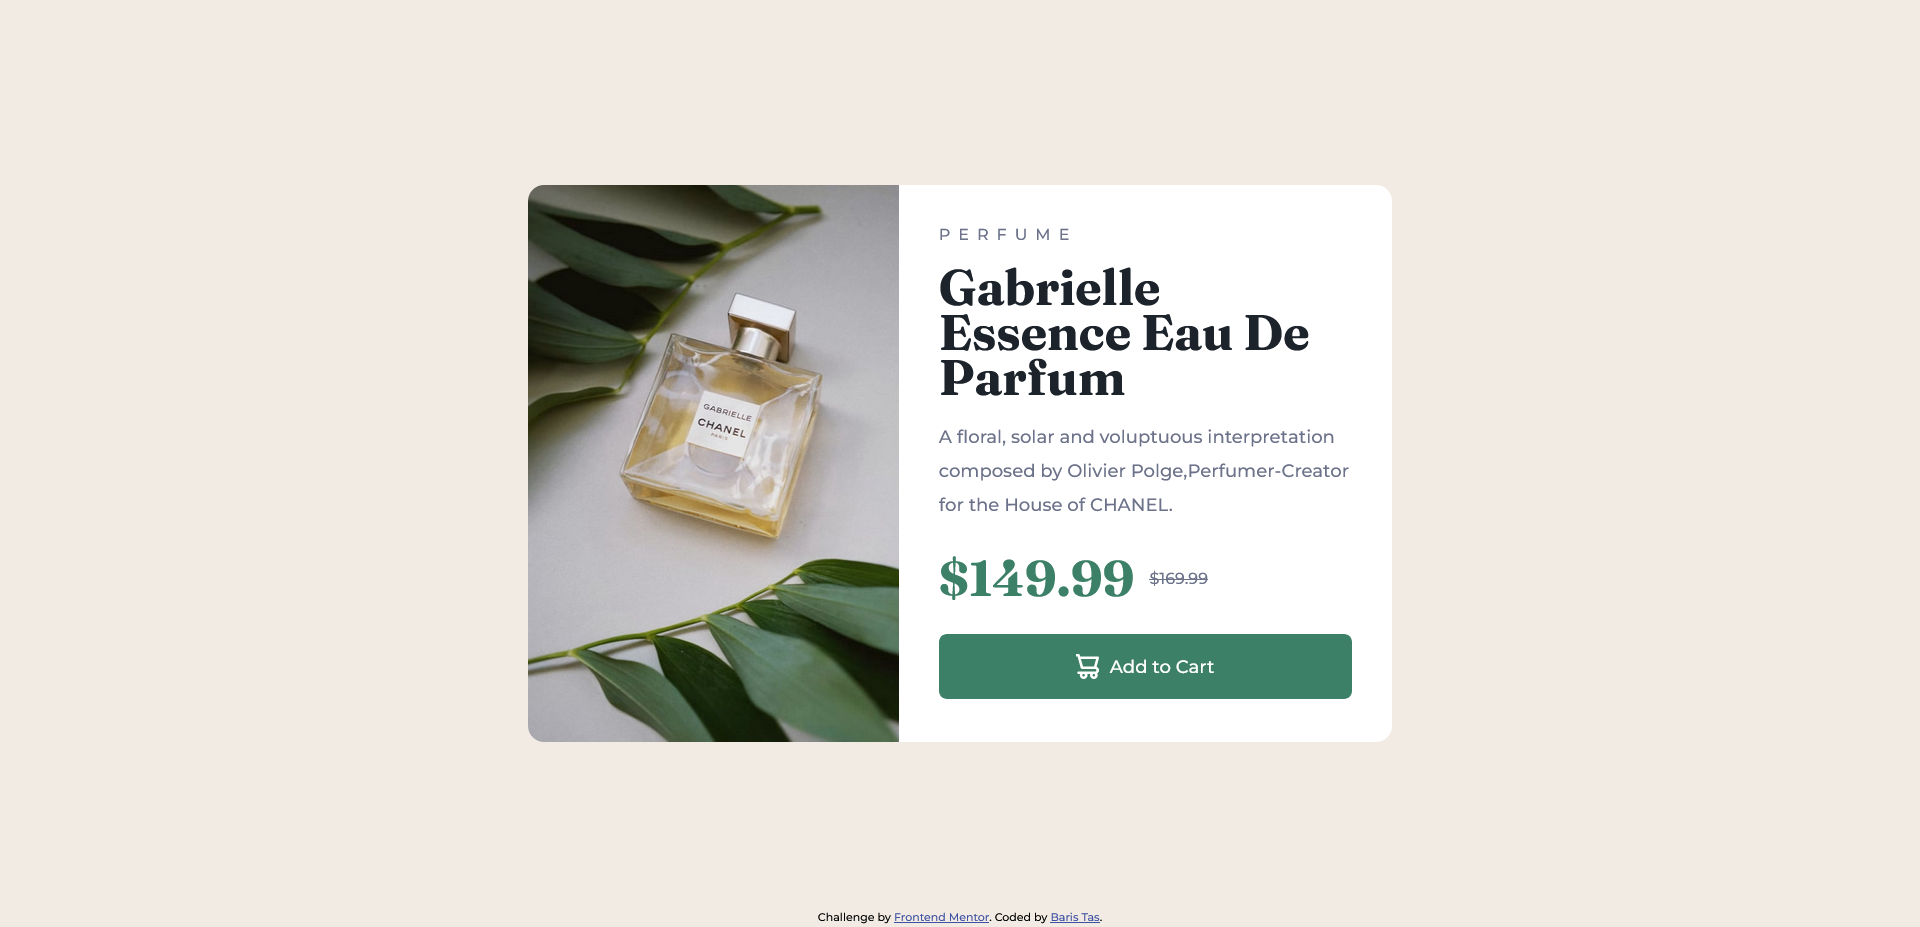 PERFUME
Gabrielle
Essence Eau De
Parfum
A floral, solar and voluptuous interpretation
composed by Olivier Polge,Perfumer-Creator
for the House of CHANEL.
$149.99 $169.99
Add to Cart
GABRIELLE
CHANEL
PARIS
Challenge by Frontend Mentor. Coded by Baris Tas.